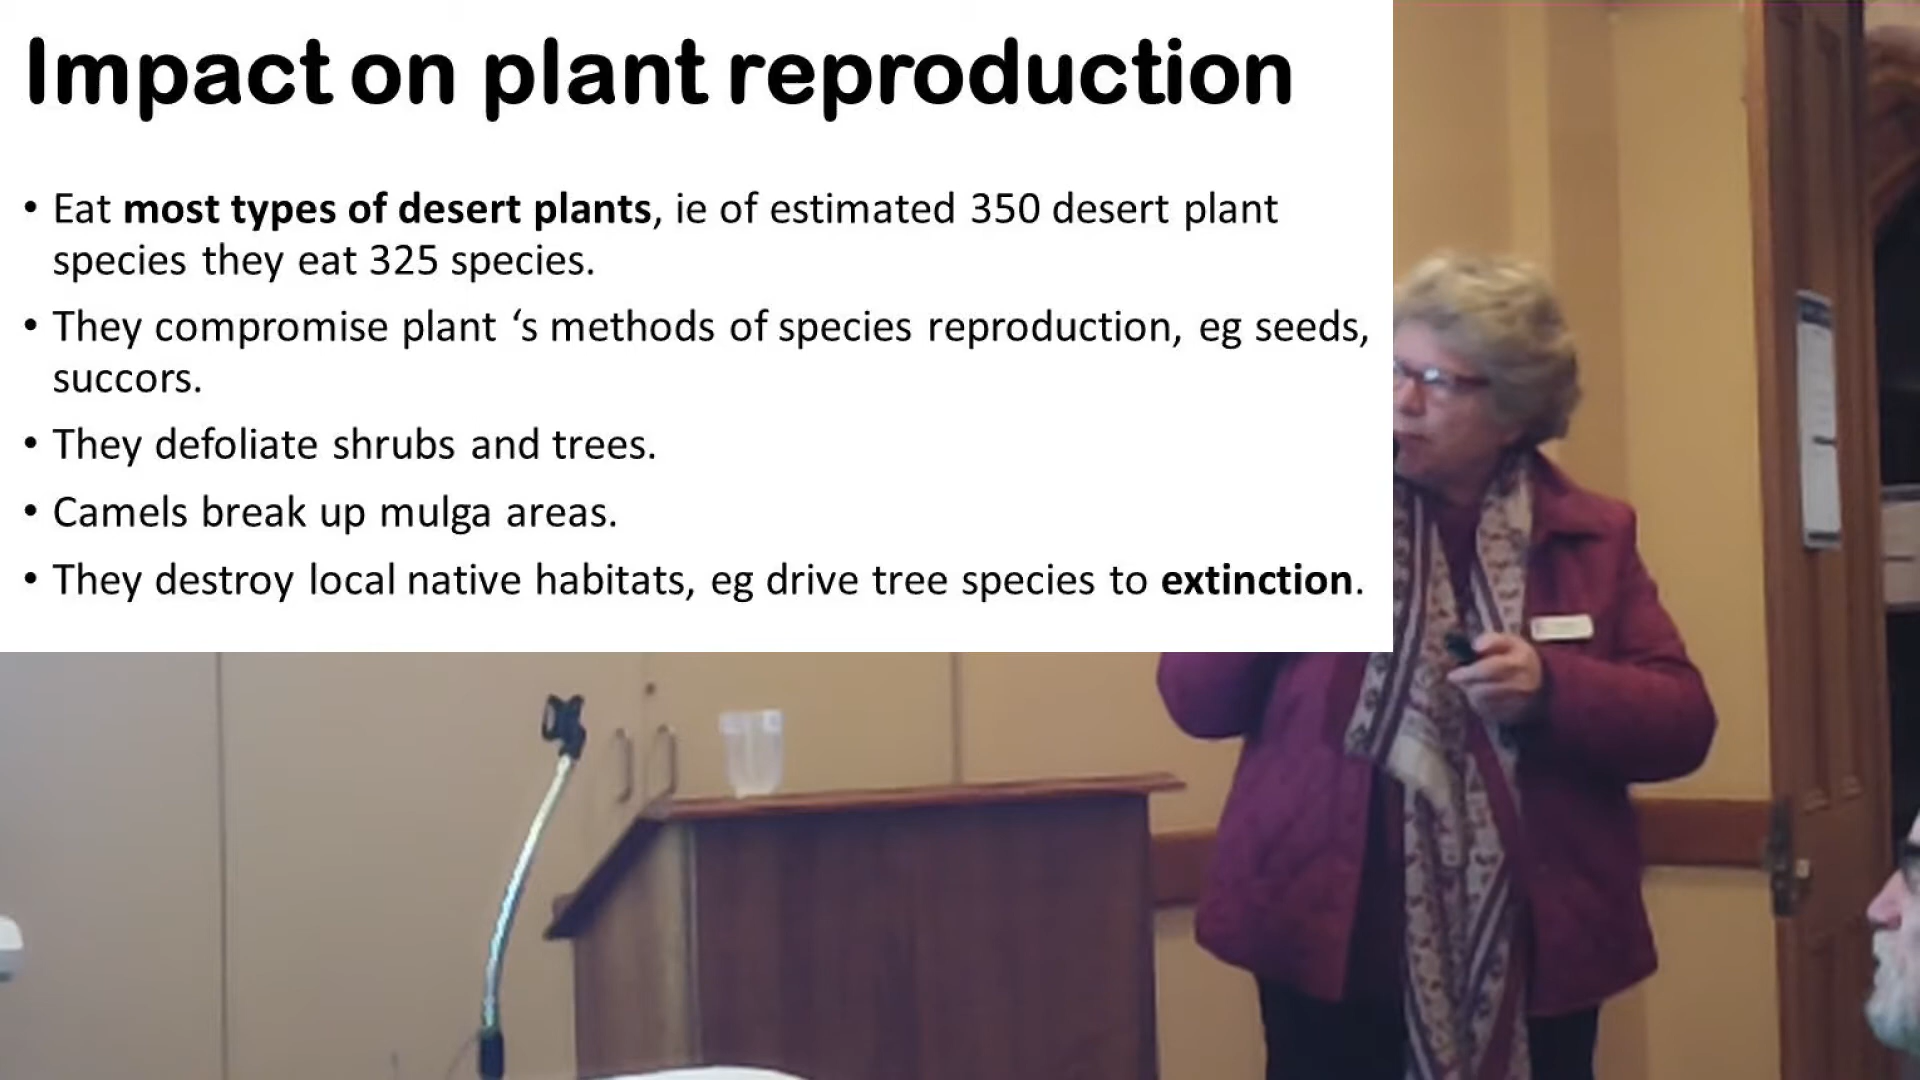 Impact on plant reproduction
• Eat most types of desert plants, ie of estimated 350 desert plant
species they eat 325 species.
• They compromise plant ‘s methods of species reproduction, eg seeds,
succors.
• They defoliate shrubs and trees.
• Camels break up mulga areas.
• They destroy local native habitats, eg drive tree species to extinction.